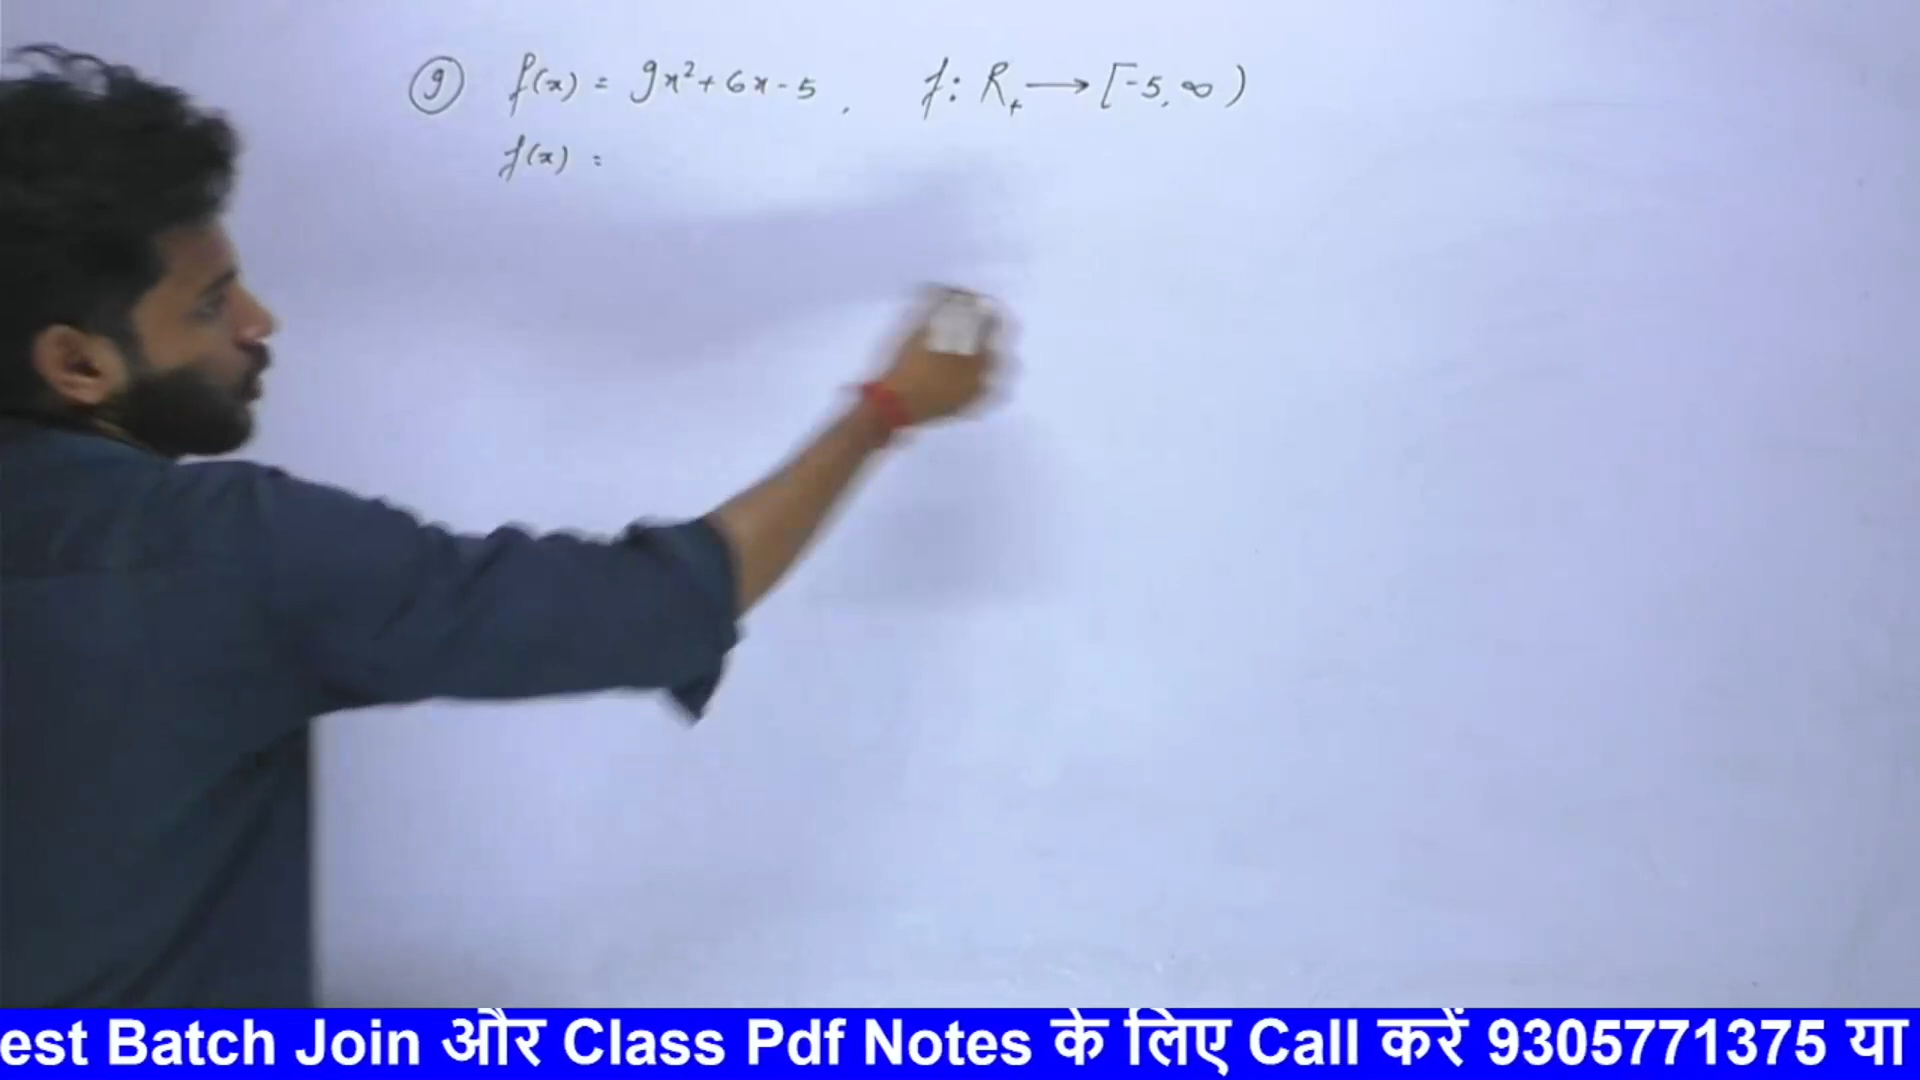 ⑨ f(x) = 9x² + 6x - 5 , f: R₊ → [-5, ∞)
f(x) =
est Batch Join और Class Pdf Notes के लिए Call करें 9305771375 या